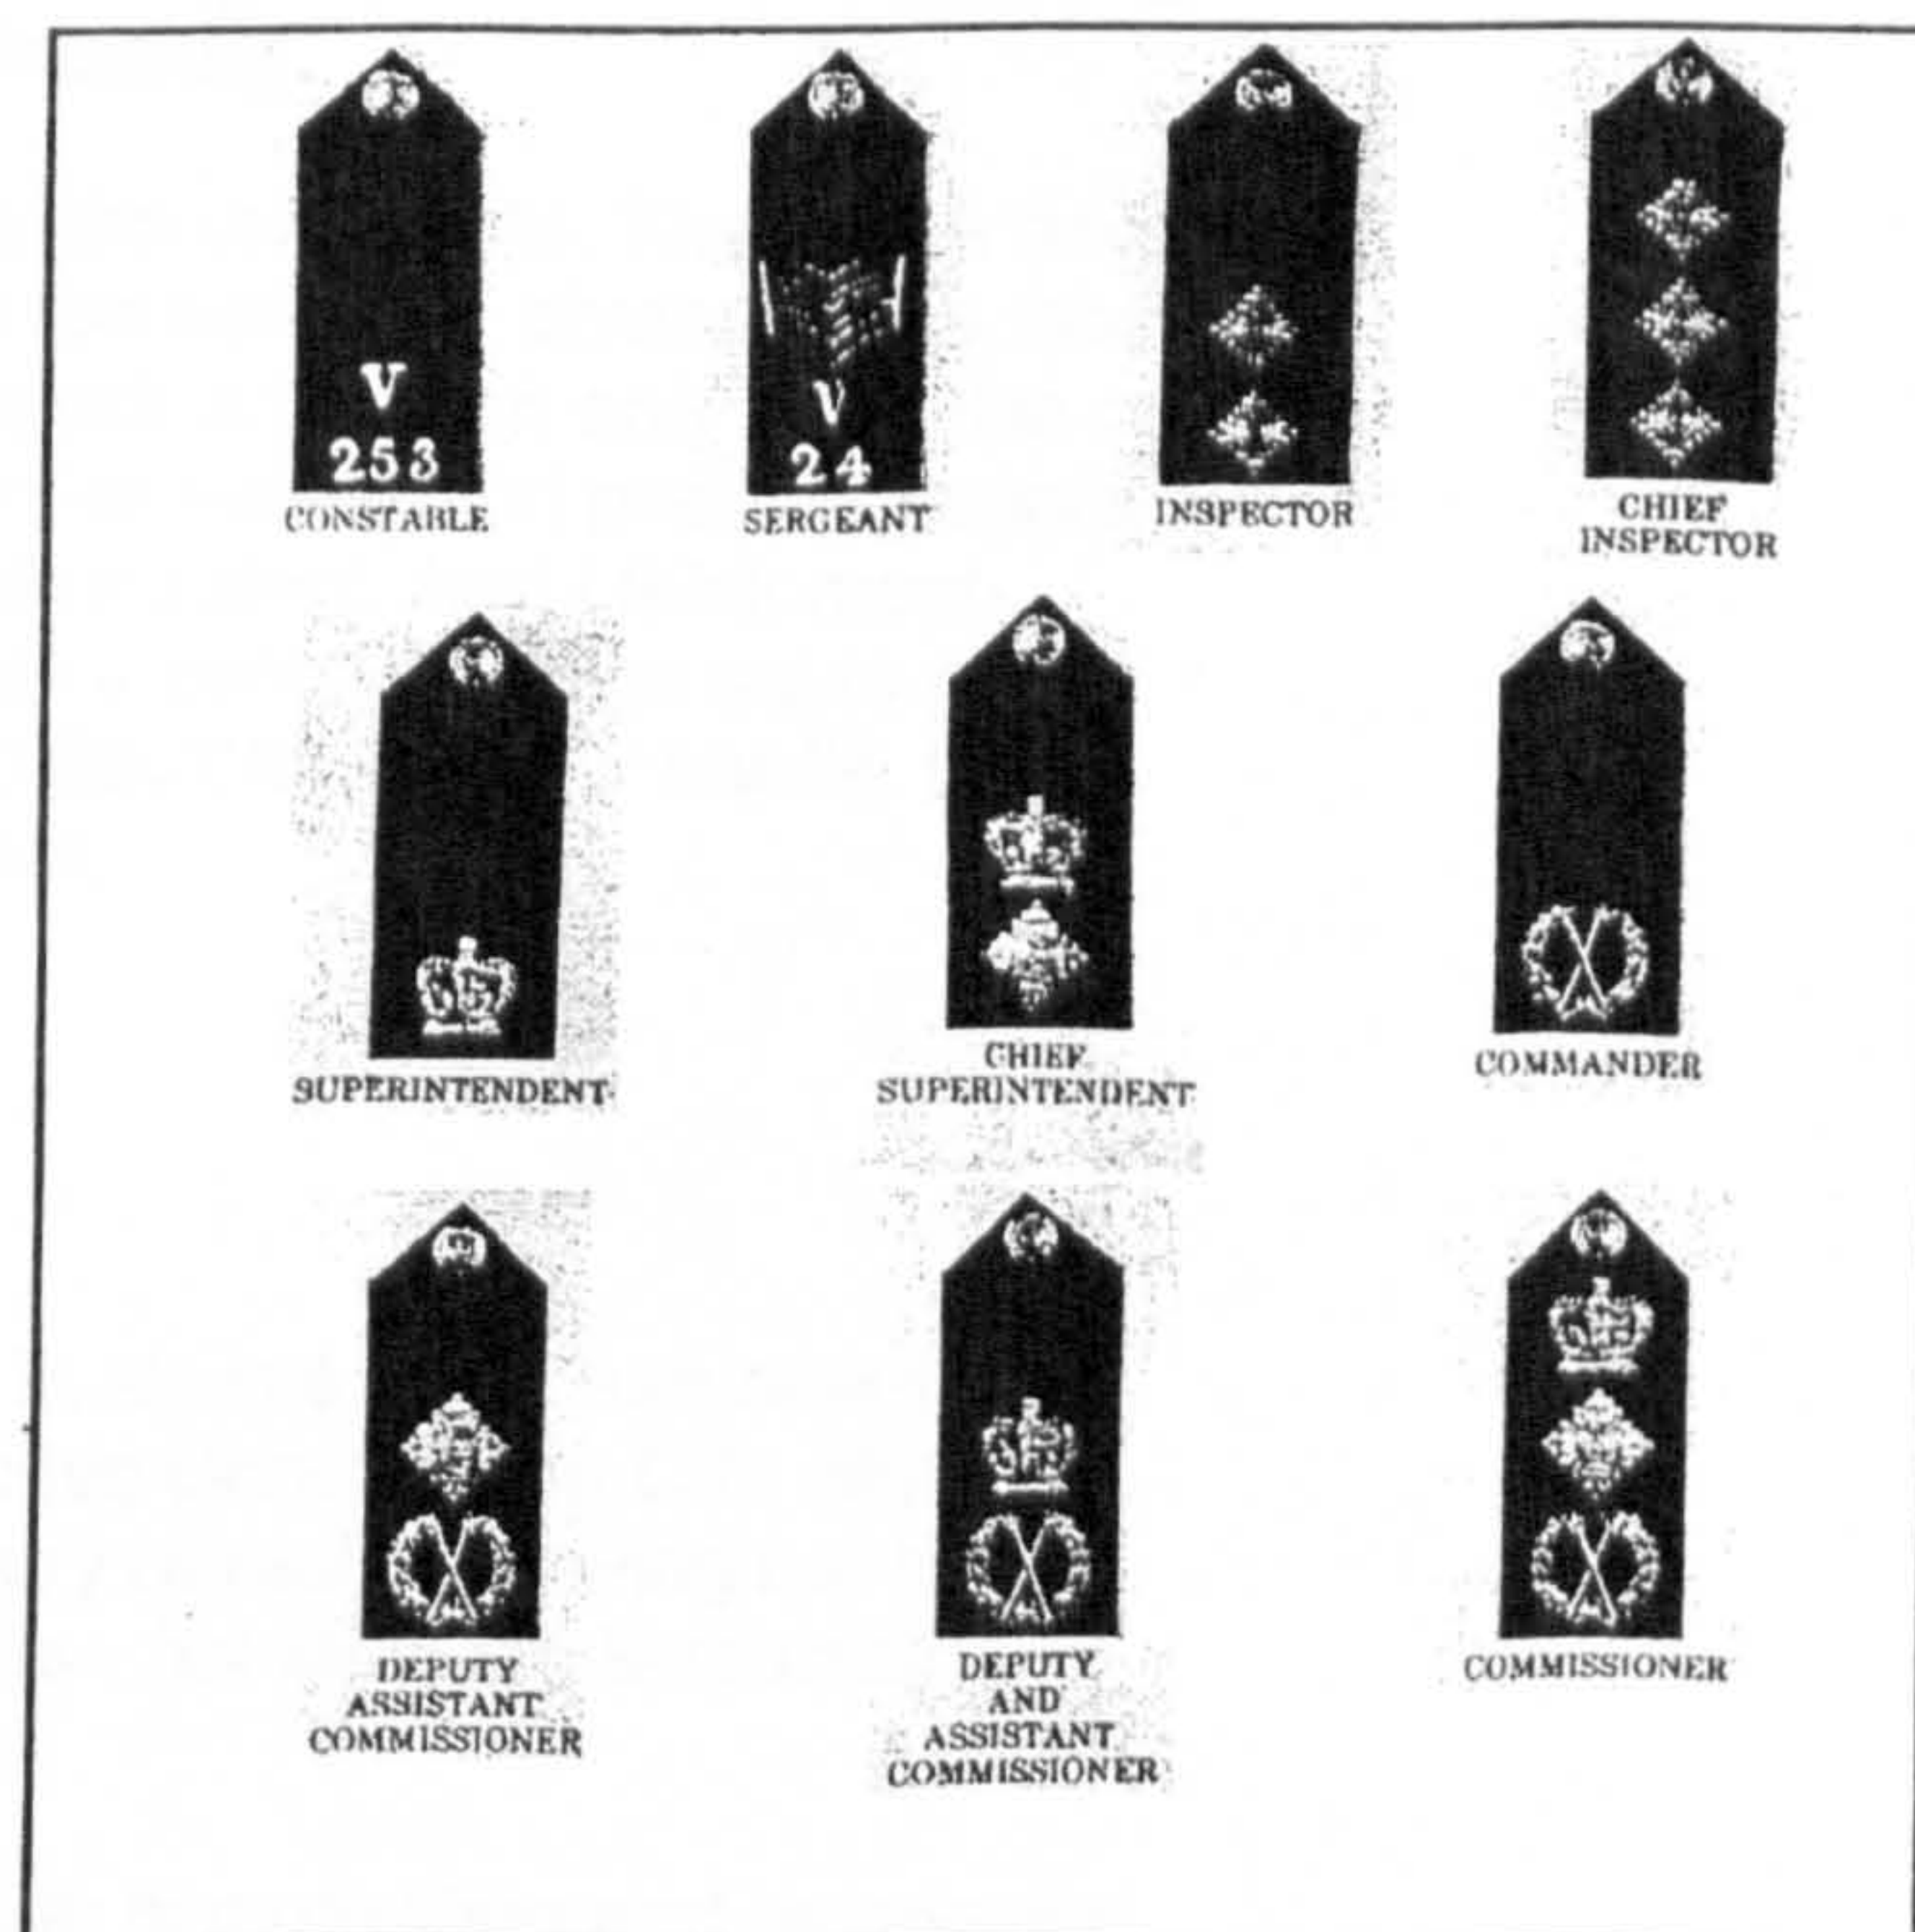 V
253
CONSTABLE
V
24
SERGEANT
INSPECTOR
CHIEF
INSPECTOR
SUPERINTENDENT
CHIEF
SUPERINTENDENT
COMMANDER
DEPUTY
ASSISTANT
COMMISSIONER
DEPUTY
AND
ASSISTANT
COMMISSIONER
COMMISSIONER